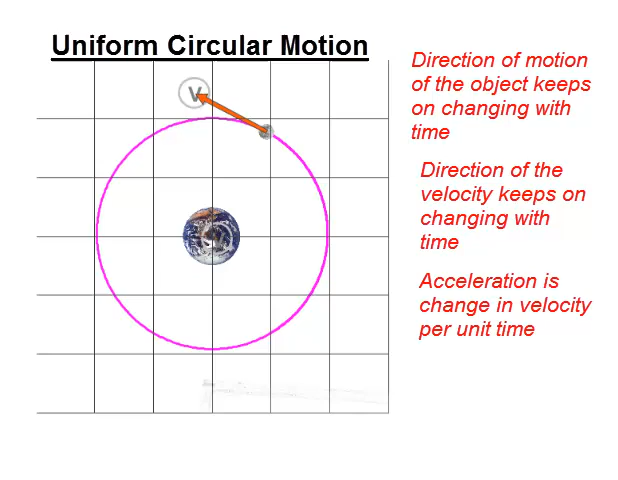 Uniform Circular Motion
Direction of motion
of the object keeps
on changing with
time
V
Direction of the
velocity keeps on
changing with
time
Acceleration is
change in velocity
per unit time